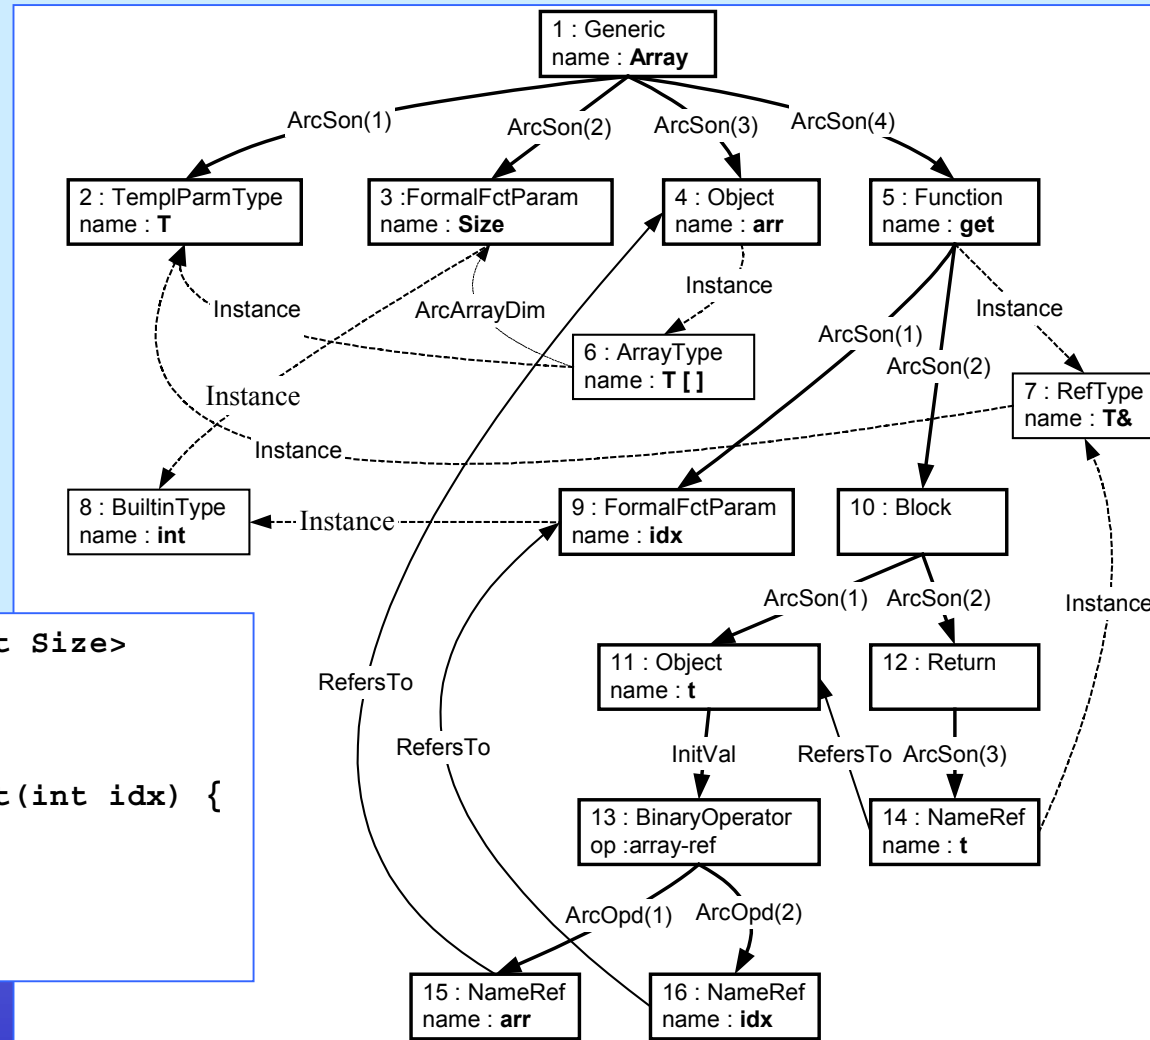 1 : Generic
name : Array
ArcSon(1)
ArcSon(2)
ArcSon(3)
ArcSon(4)
2 : TemplParmType
name : T
3 :FormalFctParam
name : Size
4 : Object
name : arr
5 : Function
name : get
Instance
ArcArrayDim
Instance
Instance
ArcSon(1)
ArcSon(2)
6 : ArrayType
name : T [ ]
7 : RefType
name : T&
Instance
Instance
8 : BuiltinType
name : int
Instance
9 : FormalFctParam
name : idx
10 : Block
ArcSon(1)
ArcSon(2)
Instance
t Size>
t(int idx) {
RefersTo
RefersTo
11 : Object
name : t
12 : Return
InitVal
RefersTo
ArcSon(3)
13 : BinaryOperator
op :array-ref
14 : NameRef
name : t
ArcOpd(1)
ArcOpd(2)
15 : NameRef
name : arr
16 : NameRef
name : idx